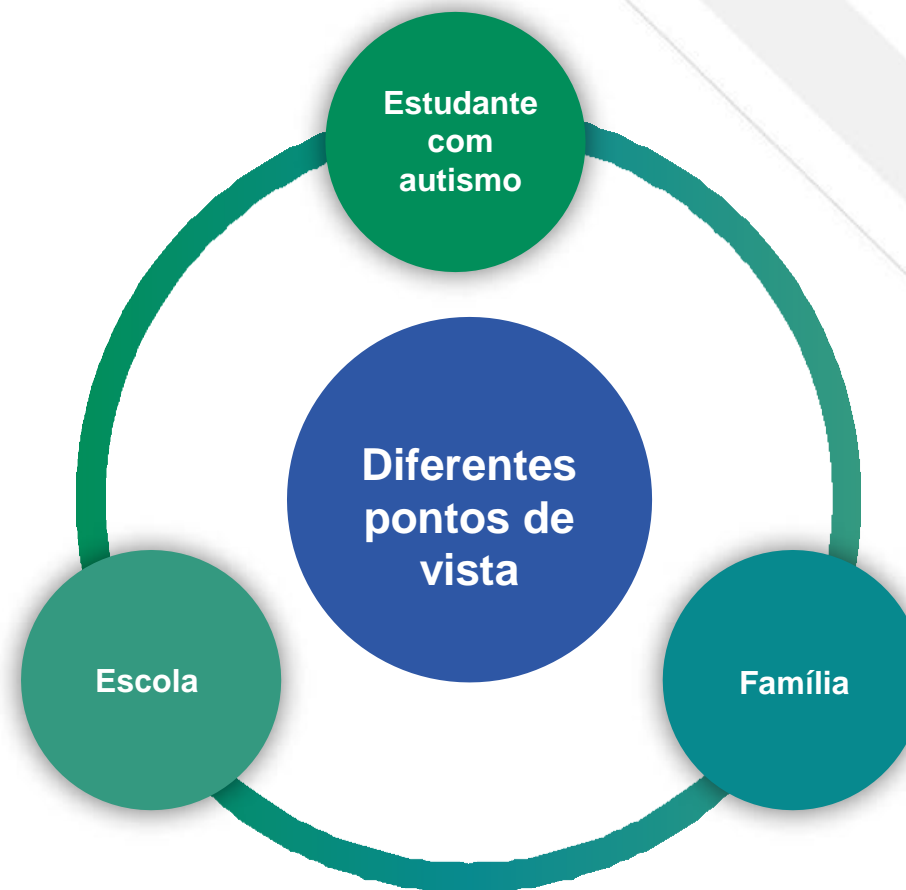 Estudante
com
autismo
Diferentes
pontos de
vista
Escola
Família